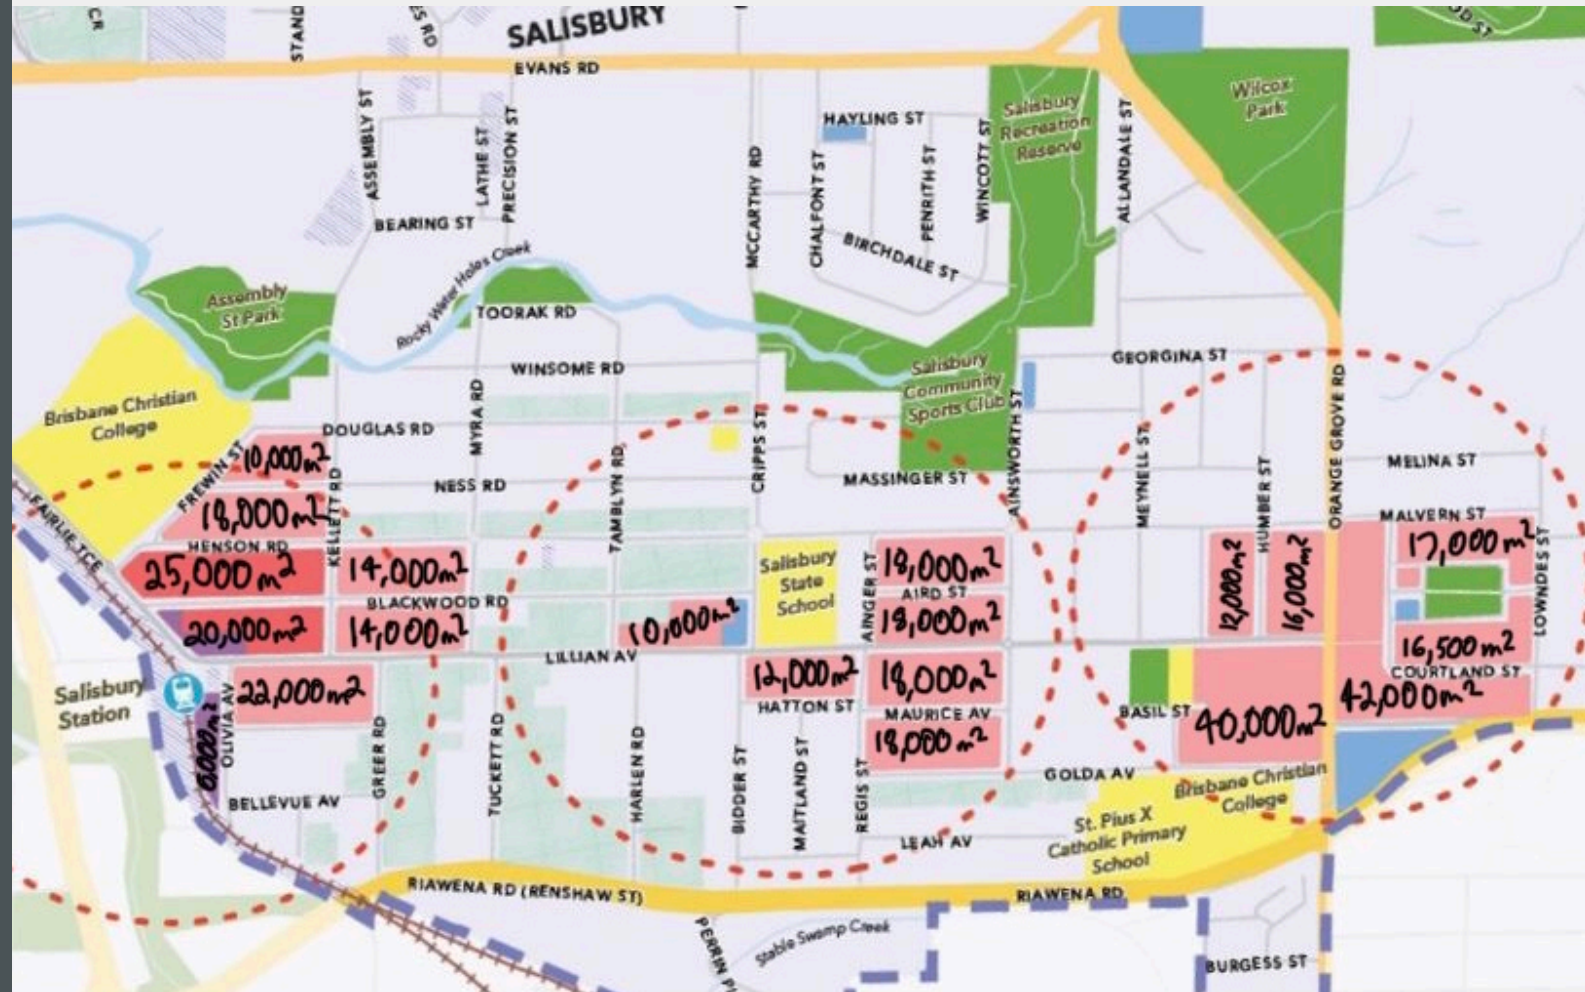 CR
STAND
ES RD
SALISBURY
OD ST
EVANS RD
ASSEMBLY ST
LATHE ST
PRECISION ST
MCCARTHY RD
CHALFONT ST
HAYLING ST
PENRITH ST
WINCOTT ST
Salisbury
Recreation
Reserve
ALLANDALE ST
Wilcox
Park
BEARING ST
BIRCHDALE ST
Rocky Water Holes Creek
Assembly
St Park
TOORAK RD
WINSOME RD
GEORGINA ST
Salisbury
Community
Sports Club
Brisbane Christian
College
DOUGLAS RD
MYRA RD
CRIPPS ST
AINSWORTH ST
MEYNELL ST
HUMBER ST
ORANGE GROVE RD
MELINA ST
FREWIN ST
10,000m²
KELLETT RD
NESS RD
TAMBLYN RD
MASSINGER ST
FAIRLIE TCE
18,000m²
MALVERN ST
HENSON RD
17,000m²
LOWNDES ST
25,000m²
14,000m²
Salisbury
State
School
AINGER ST
18,000m²
12,000m²
16,000m²
BLACKWOOD RD
AIRD ST
20,000m²
14,000m²
10,000m²
18,000m²
16,500m²
LILLIAN AV
COURTLAND ST
Salisbury
Station
OLIVIA AV
22,000m²
12,000m²
18,000m²
42,000m²
HATTON ST
MAURICE AV
BASIL ST
40,000m²
GREER RD
TUCKETT RD
HARLEN RD
BIDDER ST
MAITLAND ST
REGIS ST
18,000m²
GOLDA AV
Brisbane Christian
College
BELLEVUE AV
St. Pius X
Catholic Primary
School
LEAH AV
RIAWENA RD (RENSHAW ST)
RIAWENA RD
PERRIN PL
Stable Swamp Creek
BURGESS ST